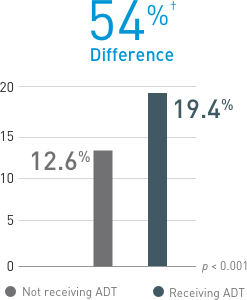 54%†
Difference
20
19.4%
15
12.6%
10
5
0
p < 0.001
Not receiving ADT
Receiving ADT